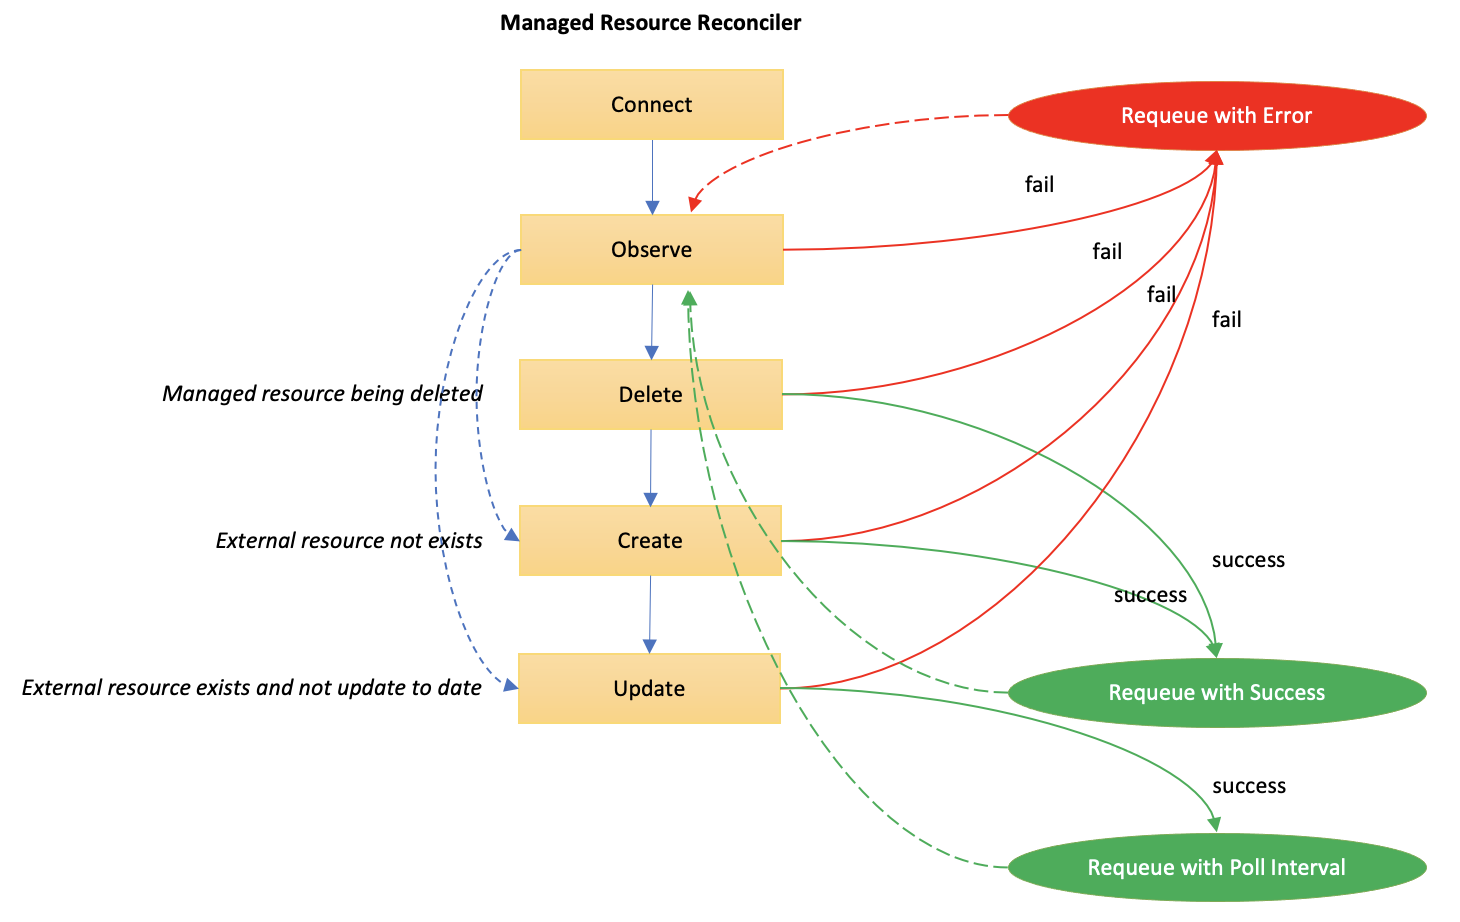 Managed Resource Reconciler
Connect
Requeue with Error
fail
Observe
fail
fail
fail
Managed resource being deleted
Delete
External resource not exists
Create
success
success
External resource exists and not update to date
Update
Requeue with Success
success
Requeue with Poll Interval